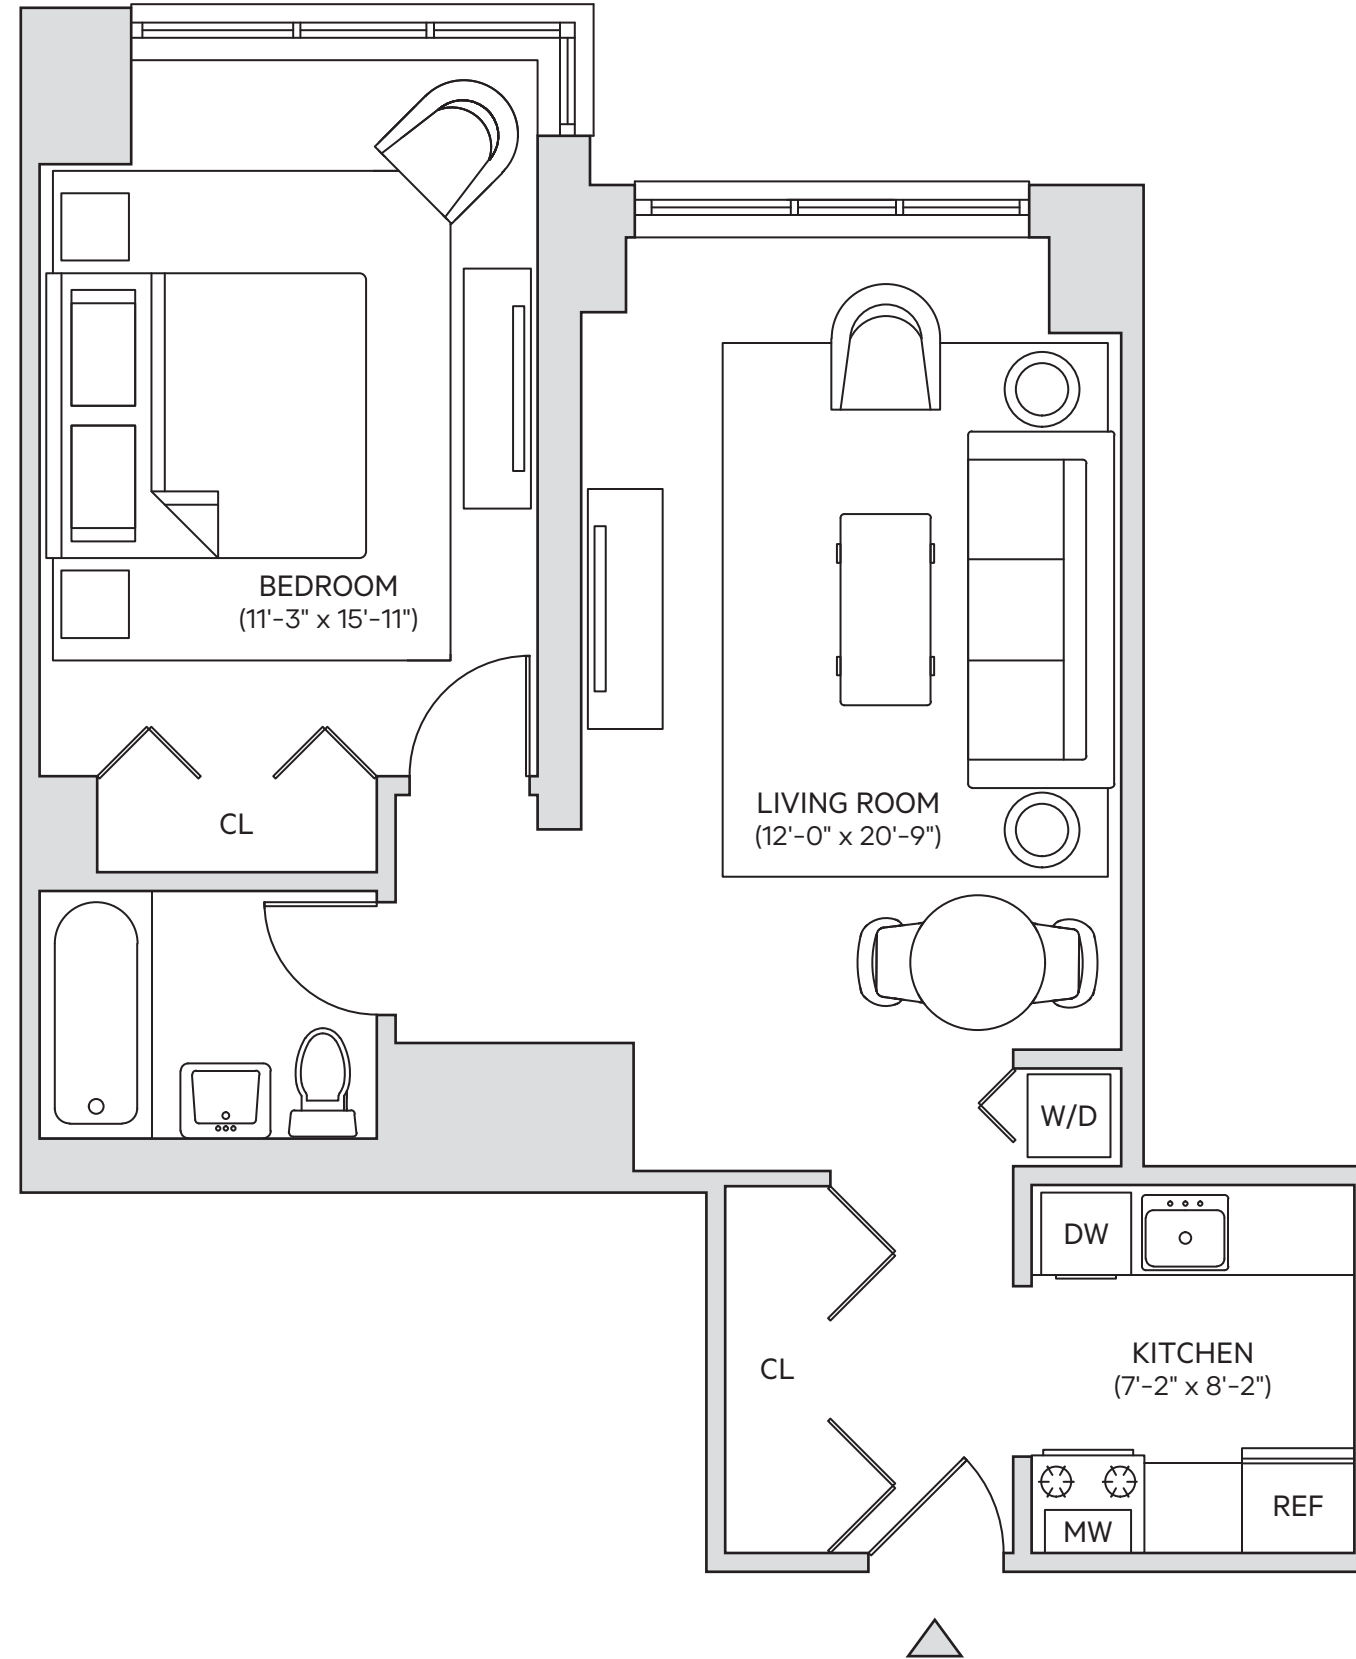 BEDROOM
(11'-3" x 15'-11")
LIVING ROOM
(12'-0" x 20'-9")
CL
W/D
DW
KITCHEN
(7'-2" x 8'-2")
CL
REF
MW